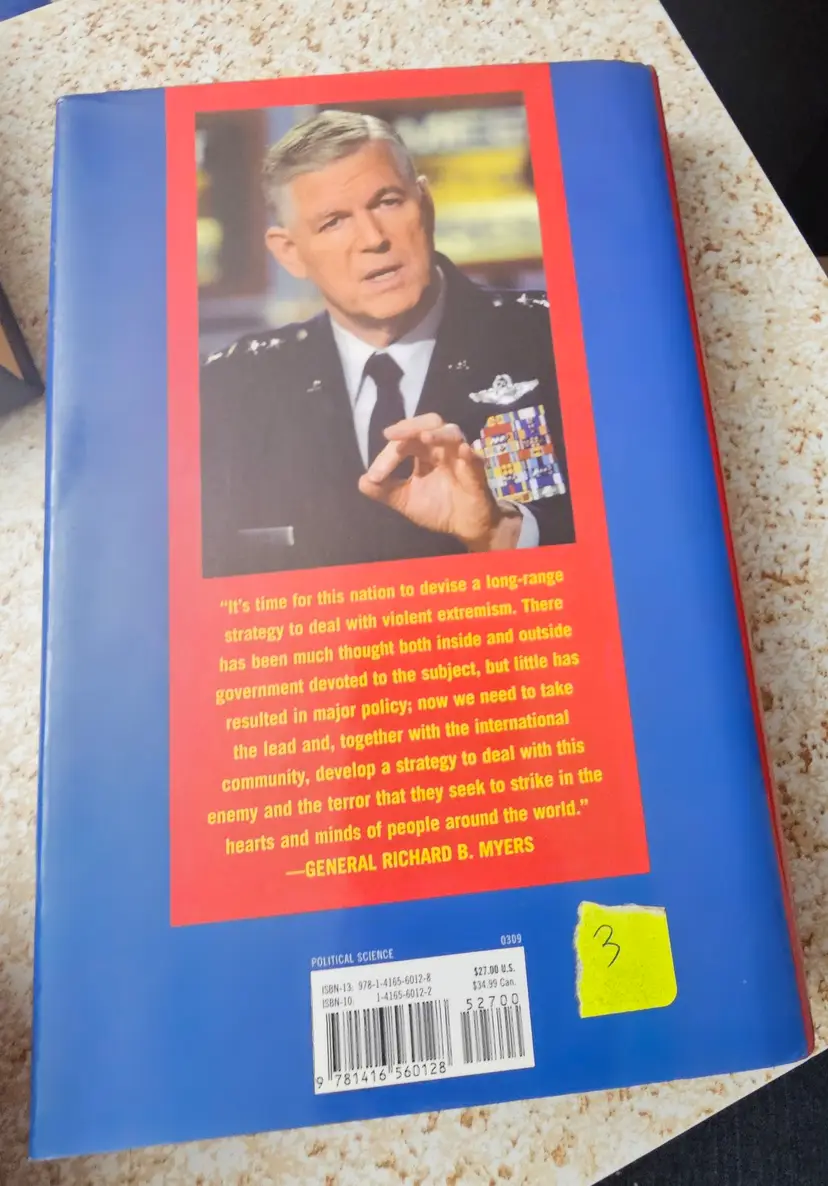 “It’s time for this nation to devise a long-range
strategy to deal with violent extremism. There
has been much thought both inside and outside
government devoted to the subject, but little has
resulted in major policy; now we need to take
the lead and, together with the international
community, develop a strategy to deal with this
enemy and the terror that they seek to strike in the
hearts and minds of people around the world.”
—GENERAL RICHARD B. MYERS
POLITICAL SCIENCE 0309
ISBN-13: 978-1-4165-6012-8 $27.00 U.S.
ISBN-10: 1-4165-6012-2 $34.99 Can.
52700
9 781416 560128
3